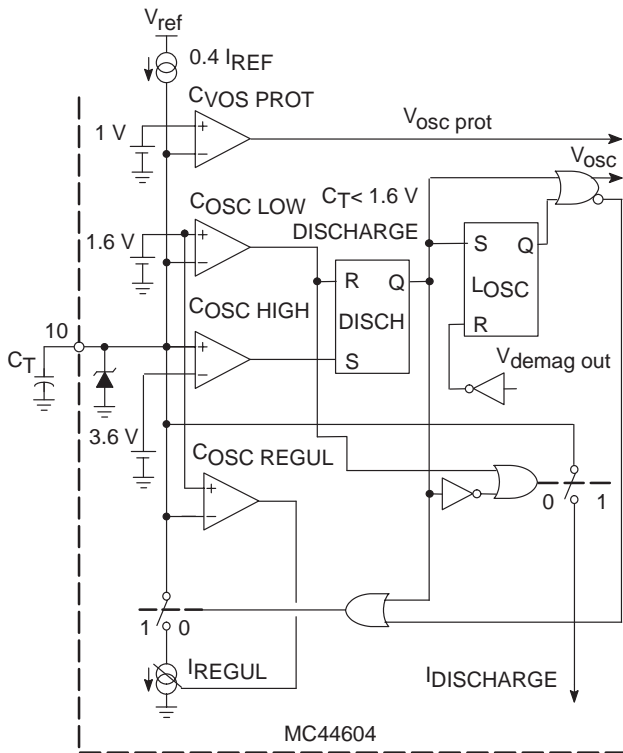 Vref
0.4 IREF
CVOS PROT
1 V
+
−
Vosc prot
Vosc
COSC LOW
CT< 1.6 V
DISCHARGE
1.6 V
+
−
S Q
LOSC
R
R Q
DISCH
S
COSC HIGH
10
CT
+
−
Vdemag out
3.6 V
COSC REGUL
+
−
0 1
1 0
IREGUL
IDISCHARGE
MC44604